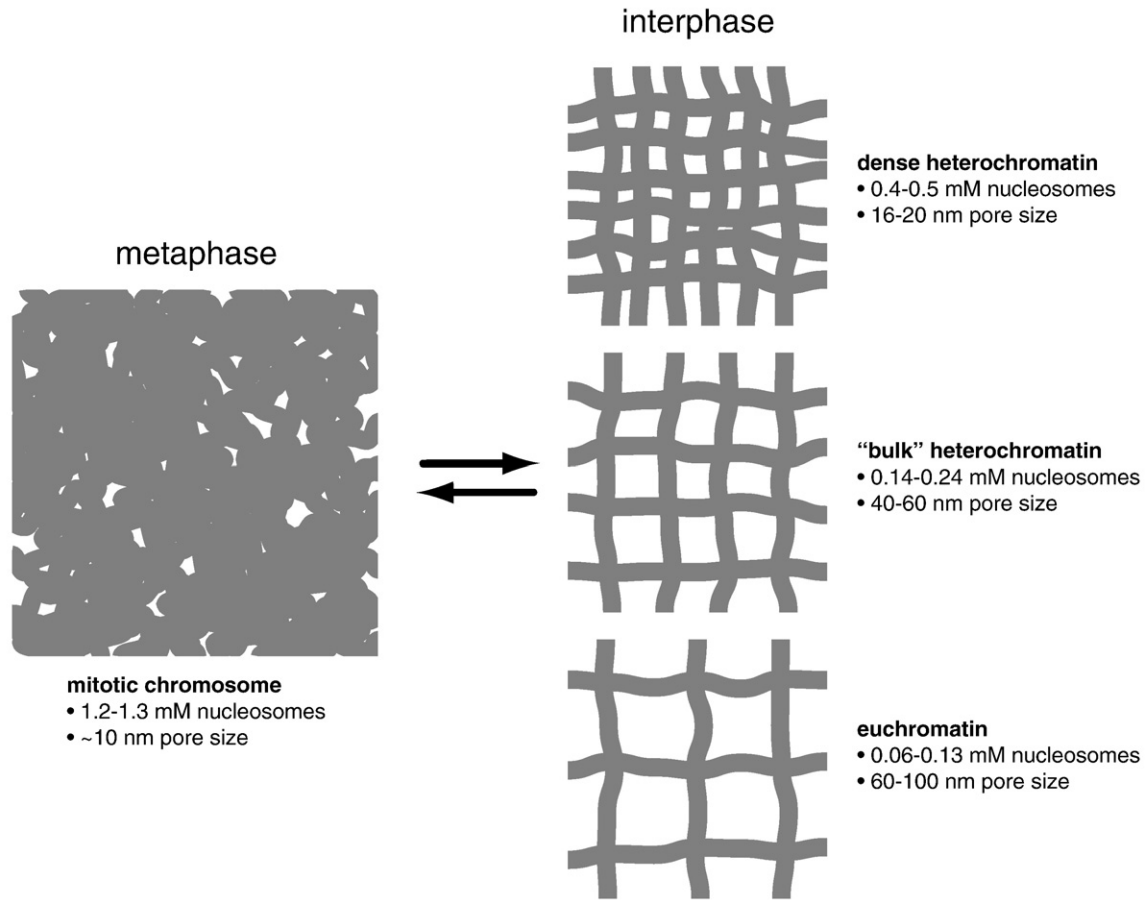 interphase
dense heterochromatin
• 0.4-0.5 mM nucleosomes
• 16-20 nm pore size
metaphase
“bulk” heterochromatin
• 0.14-0.24 mM nucleosomes
• 40-60 nm pore size
mitotic chromosome
• 1.2-1.3 mM nucleosomes
• ~10 nm pore size
euchromatin
• 0.06-0.13 mM nucleosomes
• 60-100 nm pore size